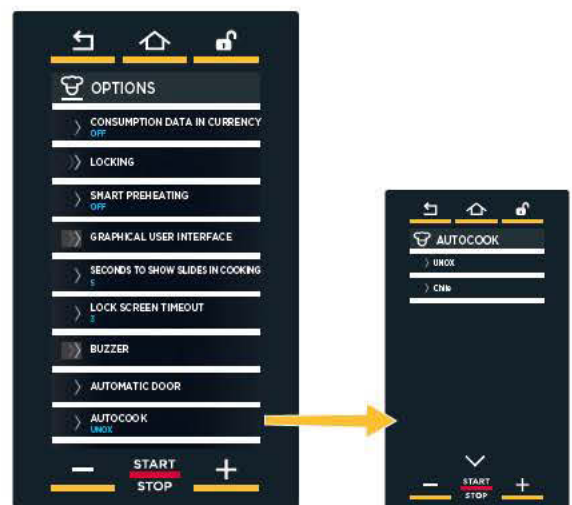 OPTIONS
CONSUMPTION DATA IN CURRENCY
OFF
LOCKING
SMART PREHEATING
OFF
GRAPHICAL USER INTERFACE
SECONDS TO SHOW SLIDES IN COOKING
5
LOCK SCREEN TIMEOUT
3
BUZZER
AUTOMATIC DOOR
AUTOCOOK
UNOX
START
STOP
AUTOCOOK
UNOX
Chile
START
STOP